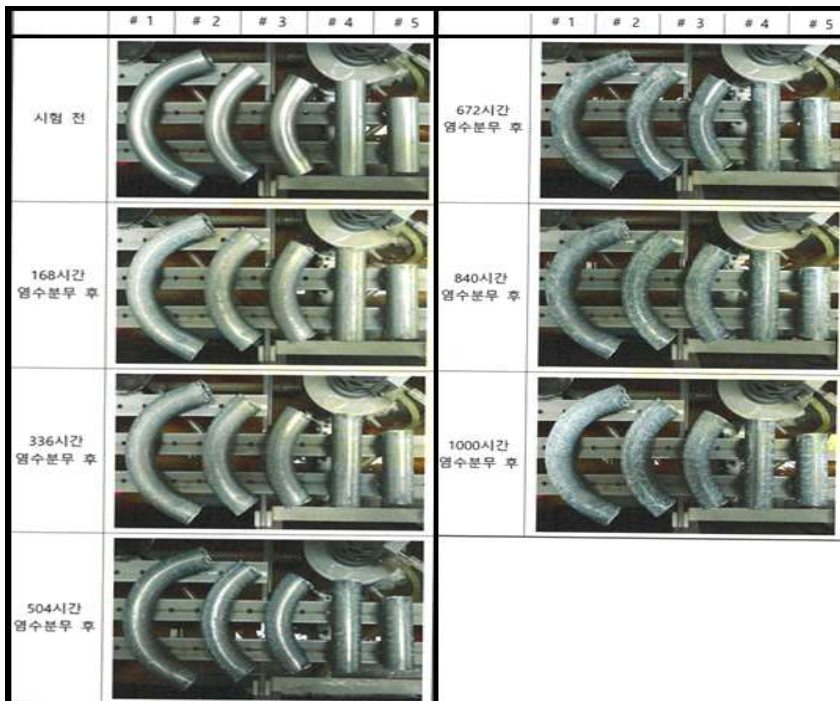 # 1 # 2 # 3 # 4 # 5
시험 전
168시간
염수분무 후
336시간
염수분무 후
504시간
염수분무 후
# 1 # 2 # 3 # 4 # 5
672시간
염수분무 후
840시간
염수분무 후
1000시간
염수분무 후